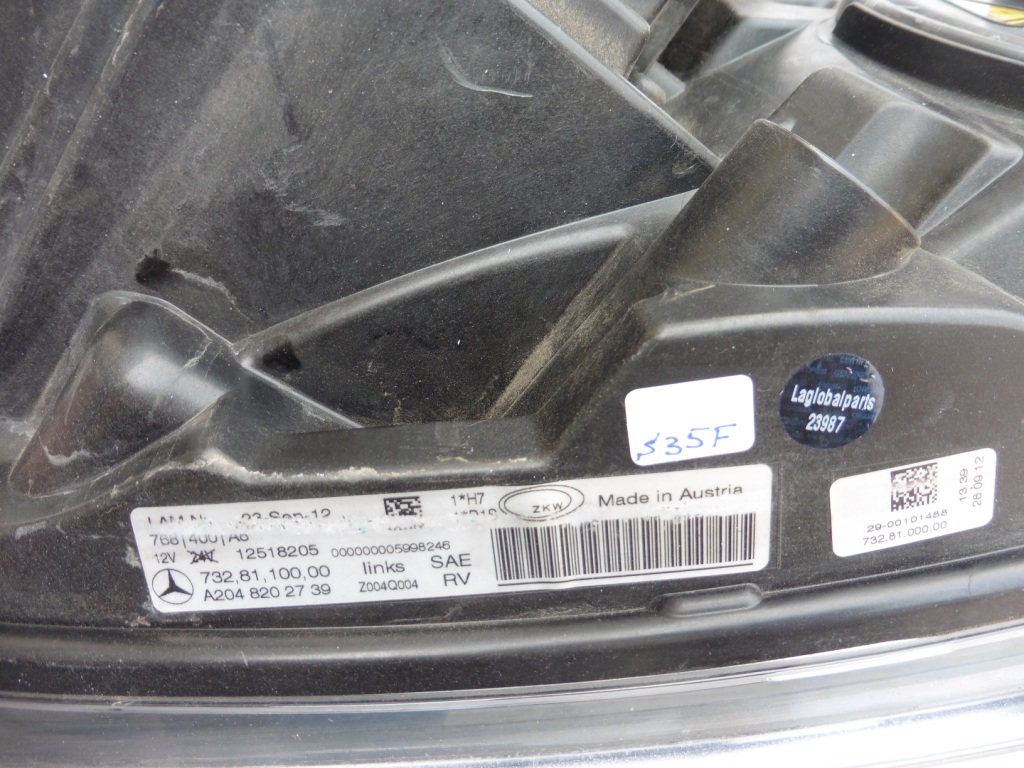 23-Sep-12
1*H7
ZKW
Made in Austria
768|400|A6
12V
12518205
000000005998246
links
SAE
732,81,100,00
Z004Q004
RV
A204 820 27 39
S35F
Laglobalparts
23987
13:39
28.09.12
29-00101488
732.81.000.00